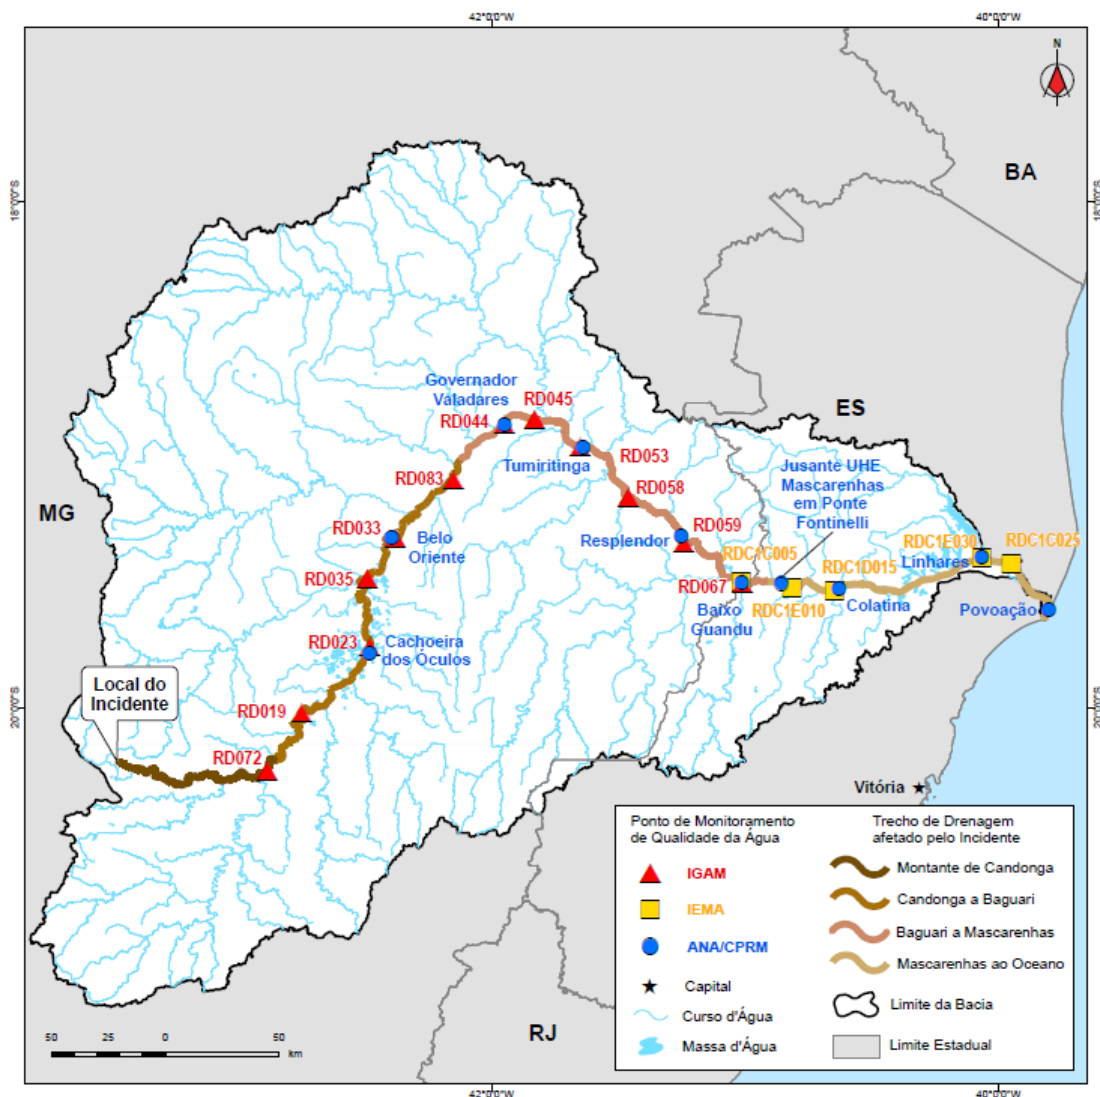 42°0'0"W
40°0'0"W
N
BA
18°0'0"S
18°0'0"S
Governador
Valadares
RD045
RD044
ES
Tumiritinga
RD053
Jusante UHE
Mascarenhas
em Ponte
Fontinelli
RD083
RD058
MG
RD033
Belo
Oriente
Resplendor
RD059
RDC1E030
RDC1C025
Linhares
RDC1C005
RDC1D015
RD035
RD067
Baixo
Guandu
RDC1E010
Colatina
Povoação
RD023
Cachoeira
dos Óculos
Local do
Incidente
20°0'0"S
20°0'0"S
RD019
RD072
Vitória
Ponto de Monitoramento
de Qualidade da Água
IGAM
IEMA
ANA/CPRM
Capital
Curso d'Água
Massa d'Água
Trecho de Drenagem
afetado pelo Incidente
Montante de Candonga
Candonga a Baguari
Baguari a Mascarenhas
Mascarenhas ao Oceano
Limite da Bacia
Limite Estadual
RJ
50 25 0 50
km
42°0'0"W
40°0'0"W